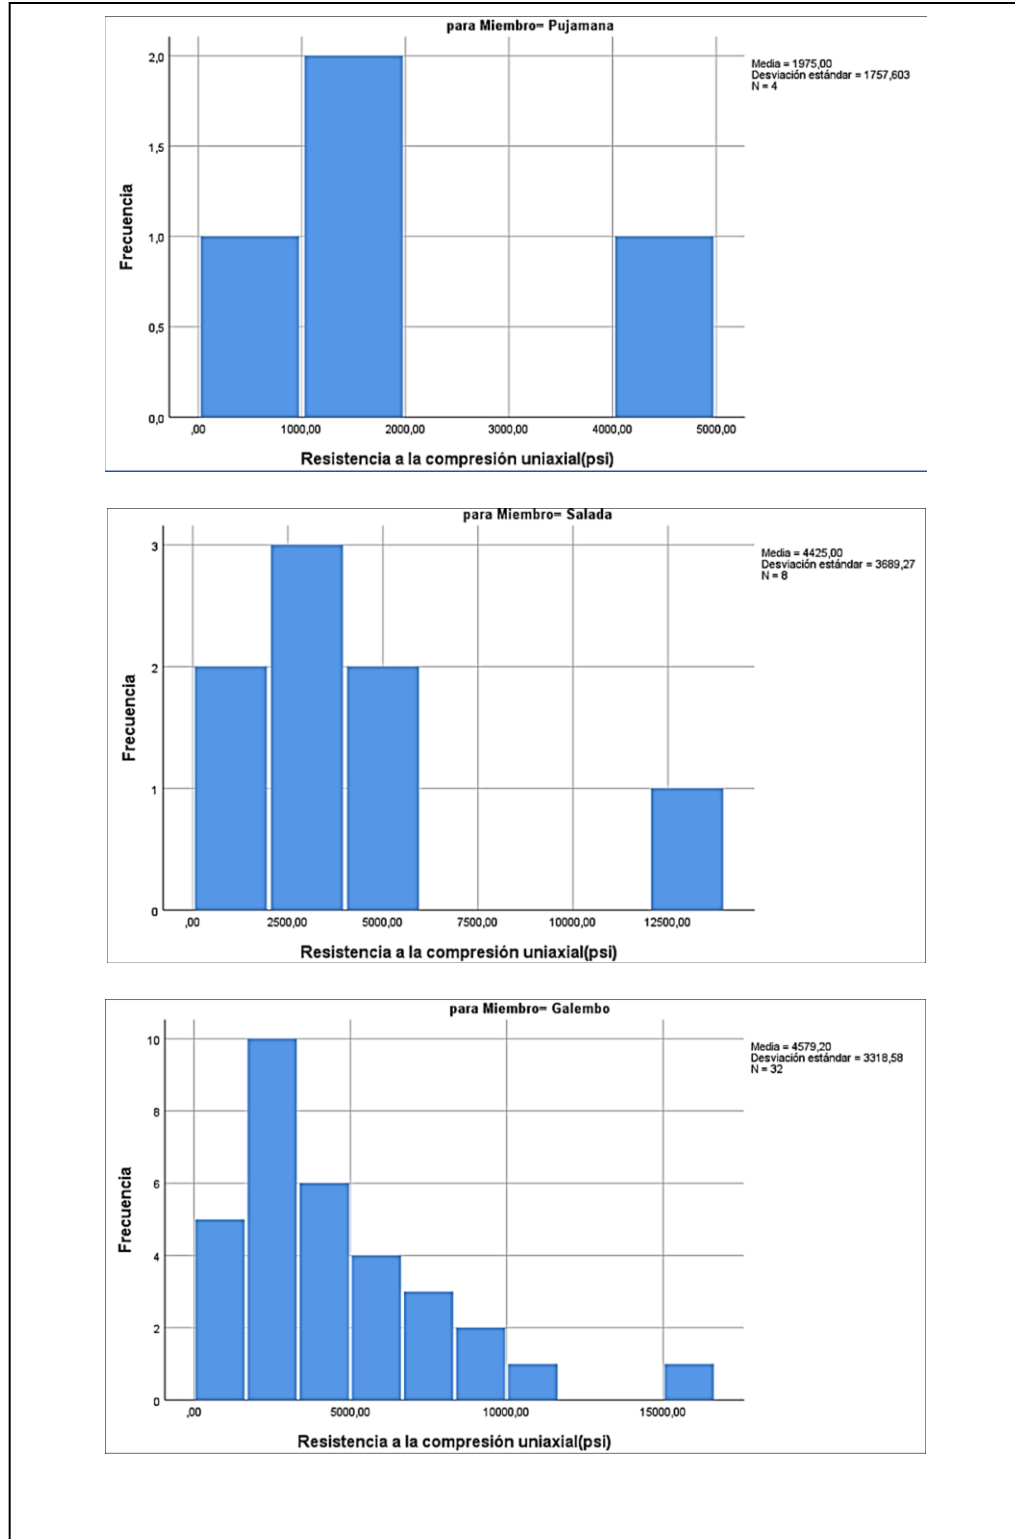 para Miembro= Pujamana
Media = 1975,00
Desviación estándar = 1757,603
N = 4
2,0
1,5
1,0
0,5
0,0
Frecuencia
,00 1000,00 2000,00 3000,00 4000,00 5000,00
Resistencia a la compresión uniaxial(psi)
para Miembro= Salada
Media = 4425,00
Desviación estándar = 3689,27
N = 8
3
2
1
0
Frecuencia
,00 2500,00 5000,00 7500,00 10000,00 12500,00
Resistencia a la compresión uniaxial(psi)
para Miembro= Galembo
Media = 4579,20
Desviación estándar = 3318,58
N = 32
10
8
6
4
2
0
Frecuencia
,00 5000,00 10000,00 15000,00
Resistencia a la compresión uniaxial(psi)